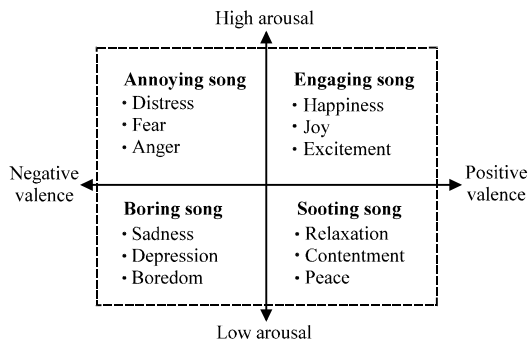 High arousal
Annoying song
• Distress
• Fear
• Anger
Engaging song
• Happiness
• Joy
• Excitement
Negative
valence
Positive
valence
Boring song
• Sadness
• Depression
• Boredom
Sooting song
• Relaxation
• Contentment
• Peace
Low arousal